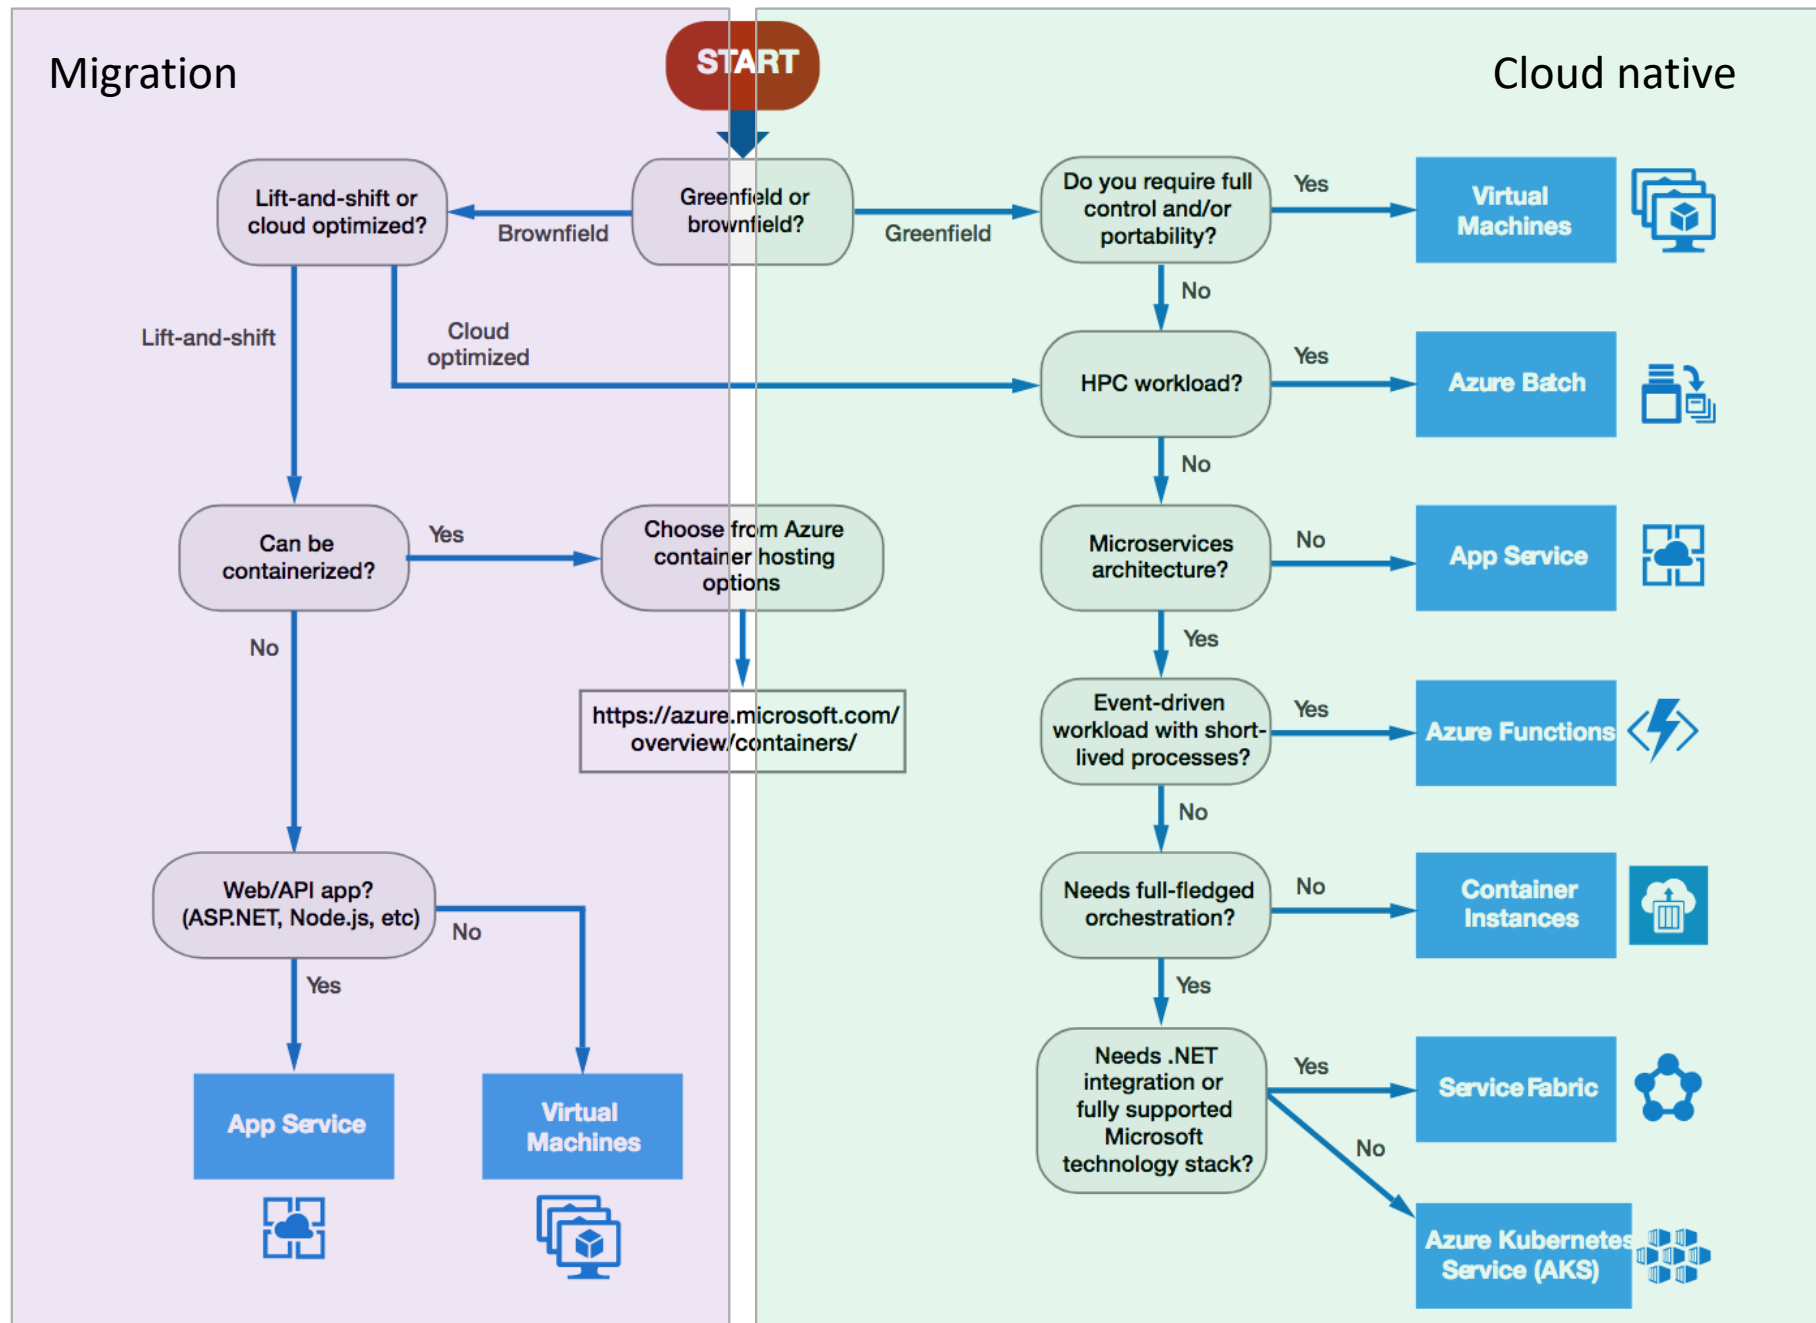 Migration
START
Cloud native
Lift-and-shift or
cloud optimized?
Brownfield
Greenfield or
brownfield?
Greenfield
Do you require full
control and/or
portability?
Yes
Virtual
Machines
No
Lift-and-shift
Cloud
optimized
HPC workload?
Yes
Azure Batch
No
Can be
containerized?
Yes
Choose from Azure
container hosting
options
Microservices
architecture?
No
App Service
No
Yes
https://azure.microsoft.com/
overview/containers/
Event-driven
workload with short-
lived processes?
Yes
Azure Functions
No
Web/API app?
(ASP.NET, Node.js, etc)
No
Needs full-fledged
orchestration?
No
Container
Instances
Yes
Yes
App Service
Virtual
Machines
Needs .NET
integration or
fully supported
Microsoft
technology stack?
Yes
Service Fabric
No
Azure Kubernetes
Service (AKS)